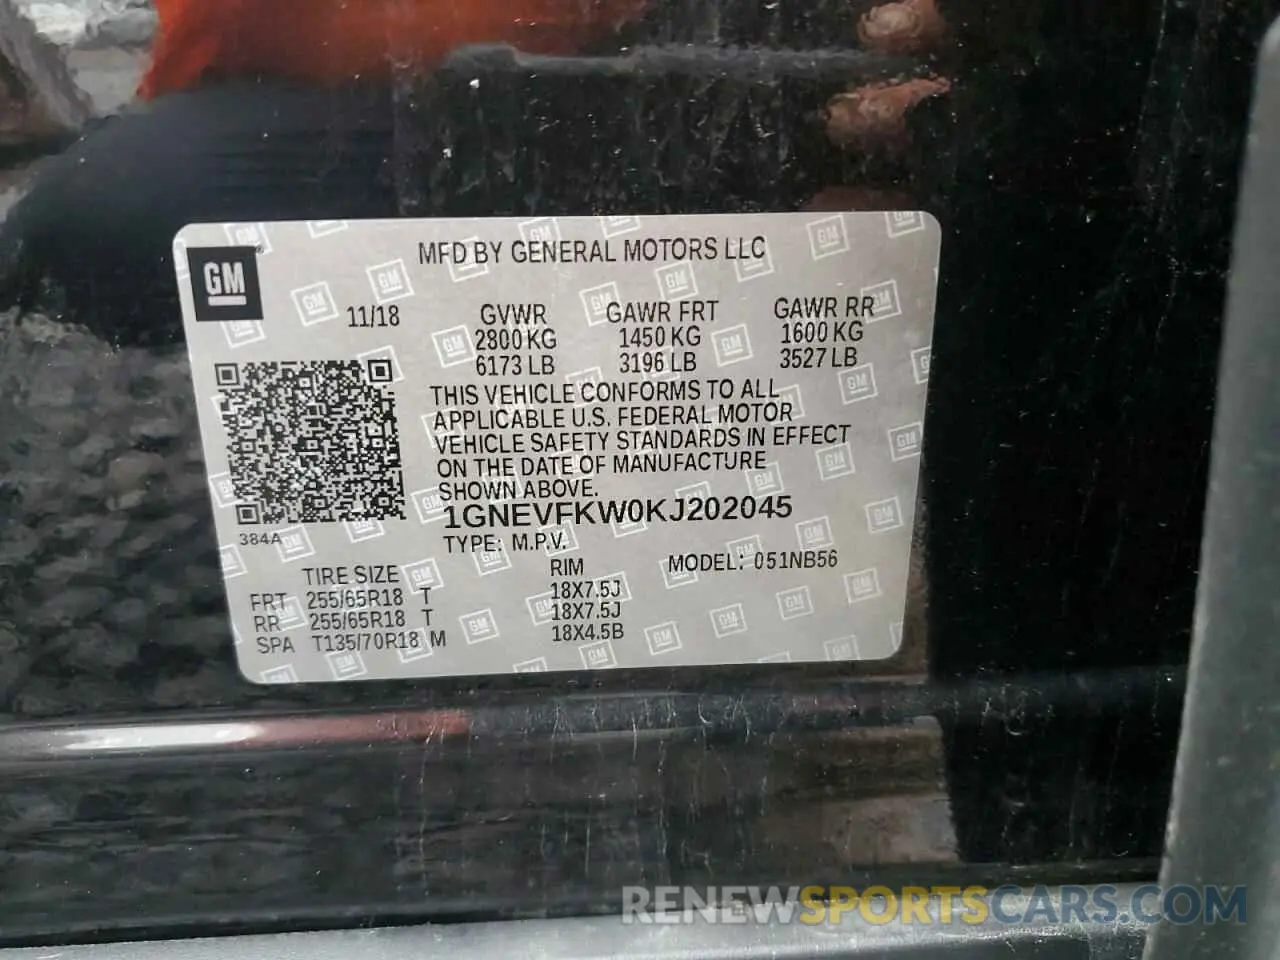 GM
MFD BY GENERAL MOTORS LLC
11/18 GVWR GAWR FRT GAWR RR
2800 KG 1450 KG 1600 KG
6173 LB 3196 LB 3527 LB
THIS VEHICLE CONFORMS TO ALL
APPLICABLE U.S. FEDERAL MOTOR
VEHICLE SAFETY STANDARDS IN EFFECT
ON THE DATE OF MANUFACTURE
SHOWN ABOVE.
1GNEVFKW0KJ202045
384A
TYPE: M.P.V. MODEL: 051NB56
TIRE SIZE RIM
FRT 255/65R18 T 18X7.5J
RR 255/65R18 T 18X7.5J
SPA T135/70R18 M 18X4.5B
RENEWSPORTSCARS.COM